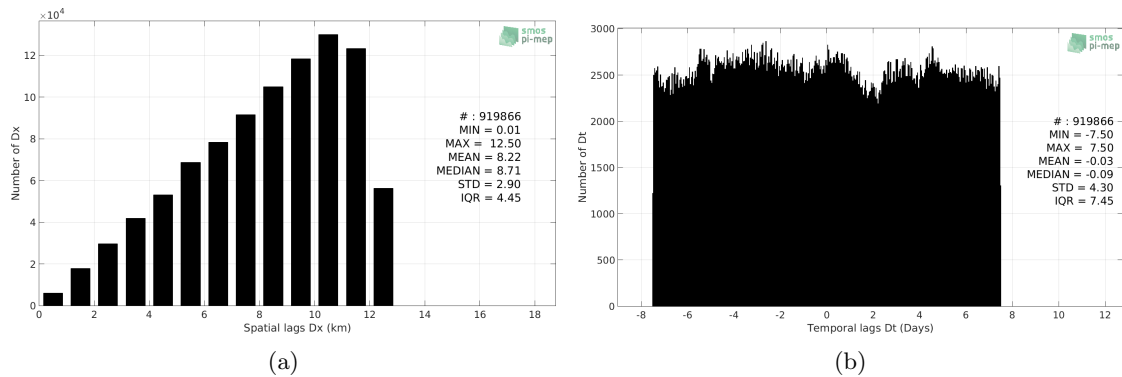 ×10⁴
smos
pi-mep
12
10
8
6
4
2
0
Number of Dx
# : 919866
MIN = 0.01
MAX = 12.50
MEAN = 8.22
MEDIAN = 8.71
STD = 2.90
IQR = 4.45
0 2 4 6 8 10 12 14 16 18
Spatial lags Dx (km)
(a)
smos
pi-mep
3000
2500
2000
1500
1000
500
0
Number of Dt
# : 919866
MIN = -7.50
MAX = 7.50
MEAN = -0.03
MEDIAN = -0.09
STD = 4.30
IQR = 7.45
-8 -6 -4 -2 0 2 4 6 8 10 12
Temporal lags Dt (Days)
(b)